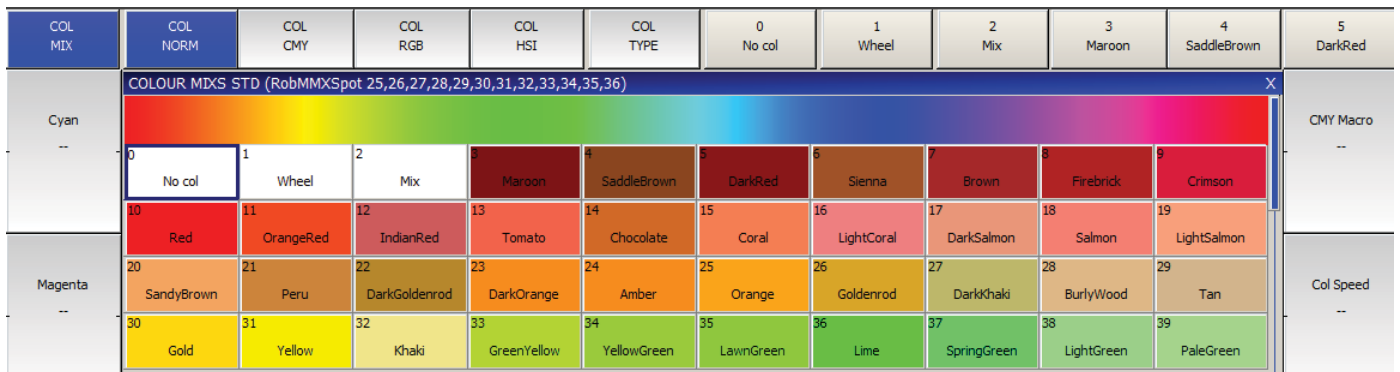 COL
MIX
COL
NORM
COL
CMY
COL
RGB
COL
HSI
COL
TYPE
0
No col
1
Wheel
2
Mix
3
Maroon
4
SaddleBrown
5
DarkRed
COLOUR MIXS STD (RobMMXSpot 25,26,27,28,29,30,31,32,33,34,35,36)
X
Cyan
--
CMY Macro
--
0
No col
1
Wheel
2
Mix
3
Maroon
4
SaddleBrown
5
DarkRed
6
Sienna
7
Brown
8
Firebrick
9
Crimson
10
Red
11
OrangeRed
12
IndianRed
13
Tomato
14
Chocolate
15
Coral
16
LightCoral
17
DarkSalmon
18
Salmon
19
LightSalmon
Magenta
--
Col Speed
--
20
SandyBrown
21
Peru
22
DarkGoldenrod
23
DarkOrange
24
Amber
25
Orange
26
Goldenrod
27
DarkKhaki
28
BurlyWood
29
Tan
30
Gold
31
Yellow
32
Khaki
33
GreenYellow
34
YellowGreen
35
LawnGreen
36
Lime
37
SpringGreen
38
LightGreen
39
PaleGreen